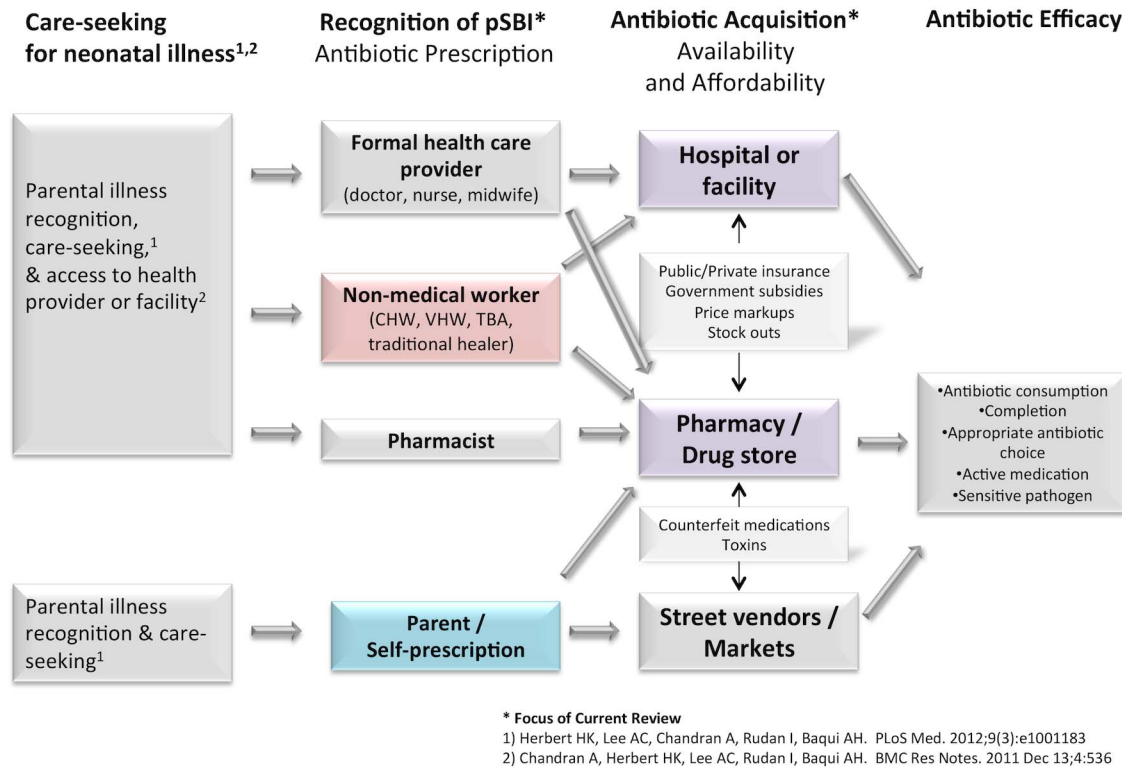 Care-seeking
for neonatal illness1,2
Recognition of pSBI*
Antibiotic Prescription
Antibiotic Acquisition*
Availability
and Affordability
Antibiotic Efficacy
Parental illness
recognition,
care-seeking,1
& access to health
provider or facility2
Formal health care
provider
(doctor, nurse, midwife)
Non-medical worker
(CHW, VHW, TBA,
traditional healer)
Pharmacist
Hospital or
facility
Public/Private insurance
Government subsidies
Price markups
Stock outs
Pharmacy /
Drug store
Counterfeit medications
Toxins
•Antibiotic consumption
•Completion
•Appropriate antibiotic
choice
•Active medication
•Sensitive pathogen
Parental illness
recognition & care-
seeking1
Parent /
Self-prescription
Street vendors /
Markets
* Focus of Current Review
1) Herbert HK, Lee AC, Chandran A, Rudan I, Baqui AH. PLoS Med. 2012;9(3):e1001183
2) Chandran A, Herbert HK, Lee AC, Rudan I, Baqui AH. BMC Res Notes. 2011 Dec 13;4:536